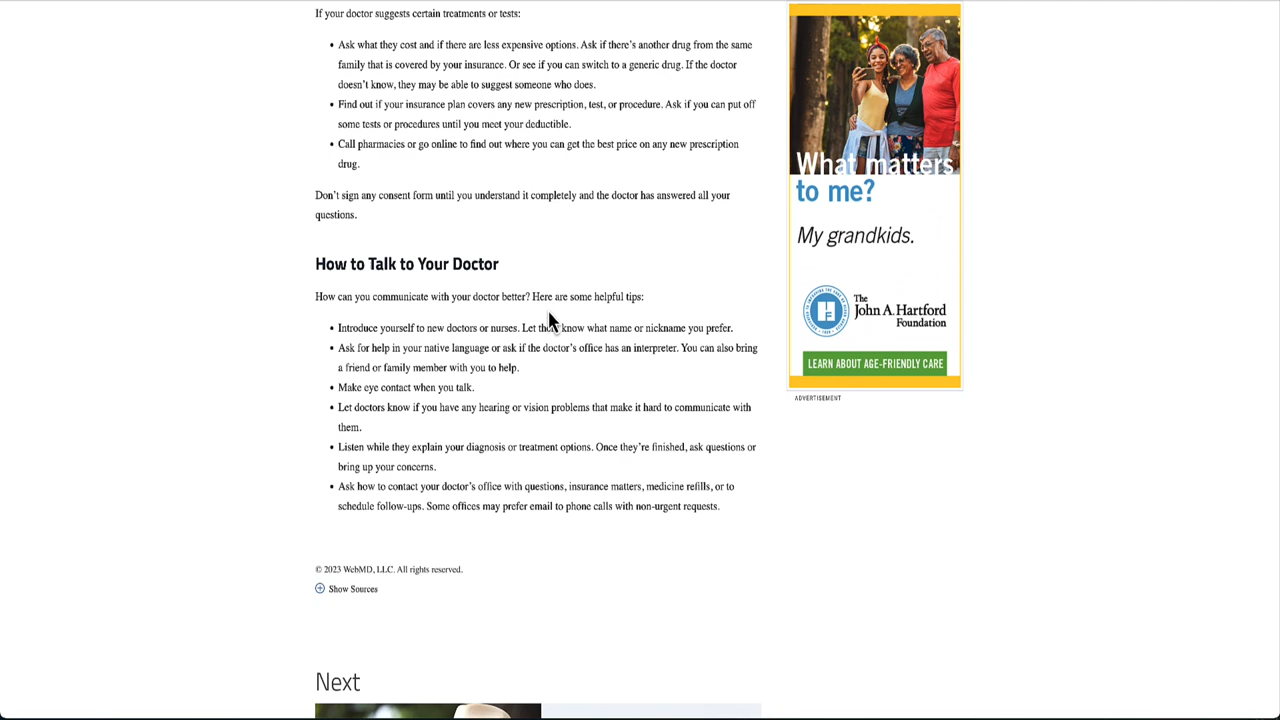 If your doctor suggests certain treatments or tests:
• Ask what they cost and if there are less expensive options. Ask if there's another drug from the same
family that is covered by your insurance. Or see if you can switch to a generic drug. If the doctor
doesn't know, they may be able to suggest someone who does.
• Find out if your insurance plan covers any new prescription, test, or procedure. Ask if you can put off
some tests or procedures until you meet your deductible.
• Call pharmacies or go online to find out where you can get the best price on any new prescription
drug.
Don't sign any consent form until you understand it completely and the doctor has answered all your
questions.
How to Talk to Your Doctor
How can you communicate with your doctor better? Here are some helpful tips:
• Introduce yourself to new doctors or nurses. Let know what name or nickname you prefer.
• Ask for help in your native language or ask if the doctor's office has an interpreter. You can also bring
a friend or family member with you to help.
• Make eye contact when you talk.
• Let doctors know if you have any hearing or vision problems that make it hard to communicate with
them.
• Listen while they explain your diagnosis or treatment options. Once they're finished, ask questions or
bring up your concerns.
• Ask how to contact your doctor's office with questions, insurance matters, medicine refills, or to
schedule follow-ups. Some offices may prefer email to phone calls with non-urgent requests.
© 2023 WebMD, LLC. All rights reserved.
Show Sources
Next
What matters
to me?
My grandkids.
The
John A. Hartford
Foundation
LEARN ABOUT AGE-FRIENDLY CARE
ADVERTISEMENT